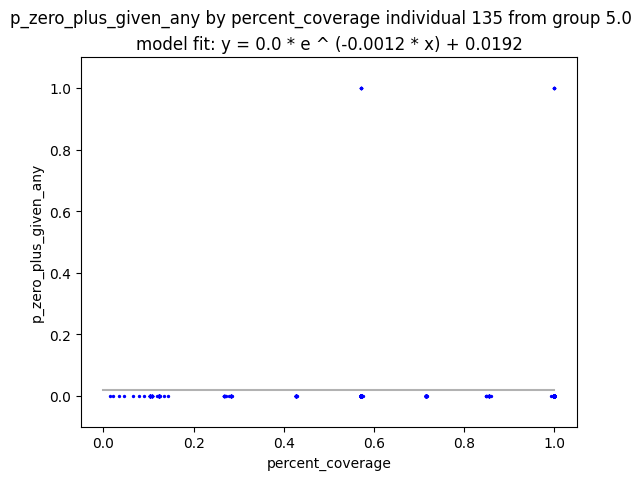 p_zero_plus_given_any by percent_coverage individual 135 from group 5.0
model fit: y = 0.0 * e ^ (-0.0012 * x) + 0.0192
1.0
0.8
0.6
0.4
0.2
0.0
p_zero_plus_given_any
0.0 0.2 0.4 0.6 0.8 1.0
percent_coverage